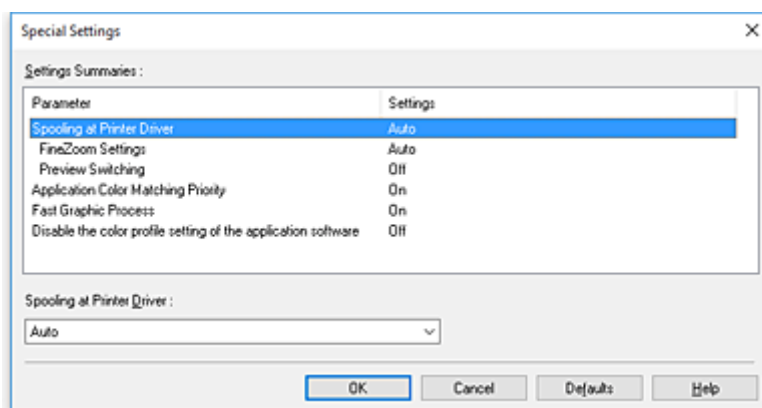 Special Settings
Settings Summaries :
Parameter Settings
Spooling at Printer Driver Auto
FineZoom Settings Auto
Preview Switching Off
Application Color Matching Priority On
Fast Graphic Process On
Disable the color profile setting of the application software Off
Spooling at Printer Driver :
Auto
OK Cancel Defaults Help